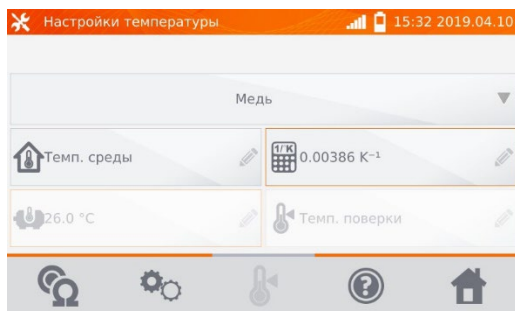 Настройки температуры 15:32 2019.04.10
Медь
Темп. среды 1/K 0.00386 K⁻¹
26.0 °C Темп. поверки